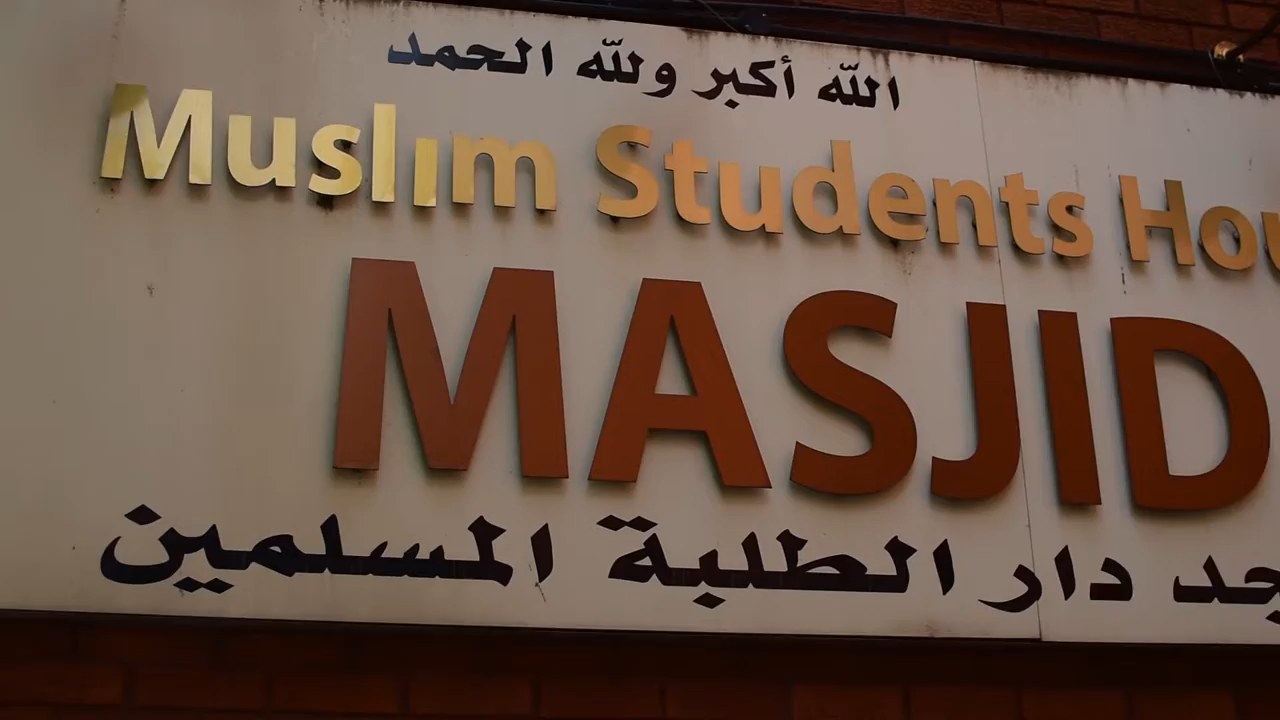 الله أكبر ولله الحمد
Muslim Students Hou
MASJID
جد دار الطلبة المسلمين